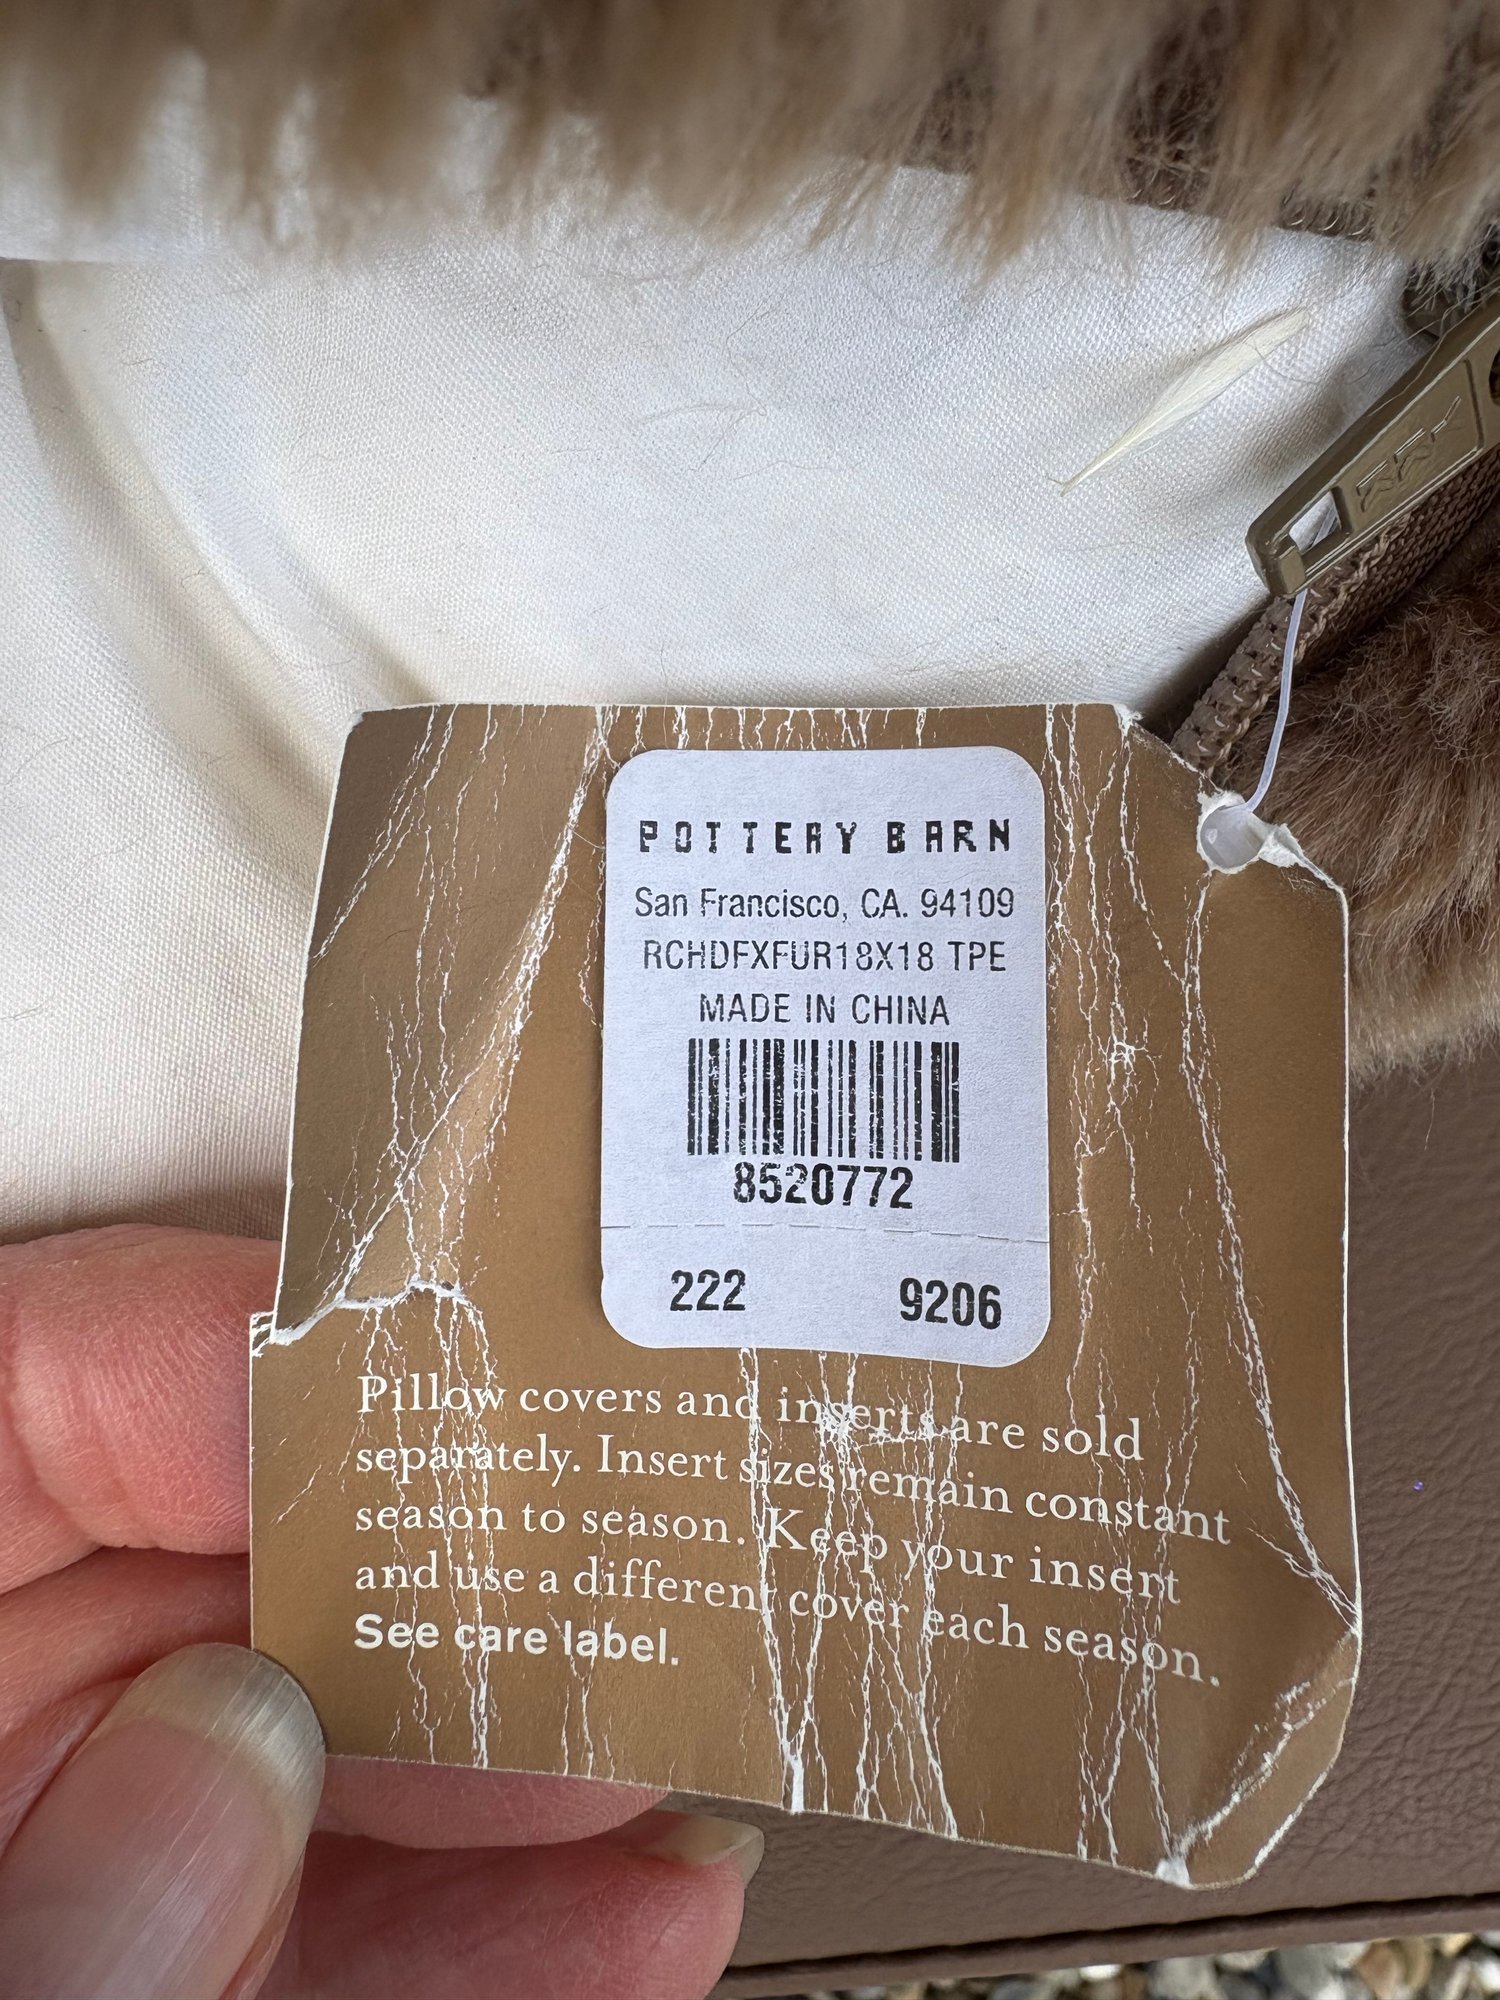 POTTERY BARN
San Francisco, CA. 94109
RCHDFXFUR18X18 TPE
MADE IN CHINA
8520772
222 9206
Pillow covers and inserts are sold
separately. Insert sizes remain constant
season to season. Keep your insert
and use a different cover each season.
See care label.
YKK